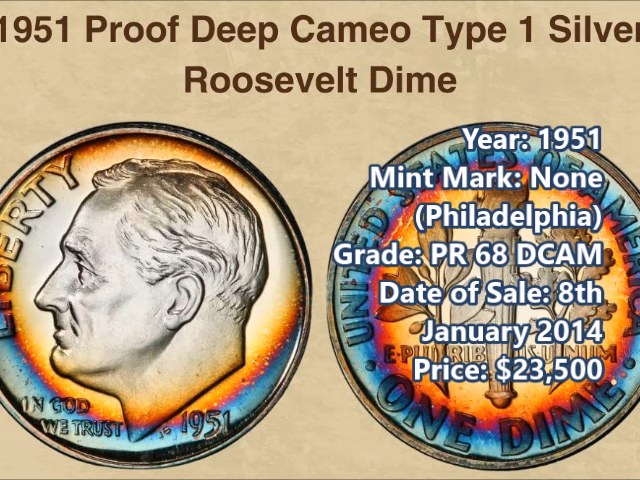 1951 Proof Deep Cameo Type 1 Silver
Roosevelt Dime
LIBERTY
IN GOD
WE TRUST
JS
1951
Year: 1951
Mint Mark: None
(Philadelphia)
Grade: PR 68 DCAM
Date of Sale: 8th
January 2014
Price: $23,500
UNITED STATES OF AMERICA
E·PLURIB
UNUM
ONE DIME